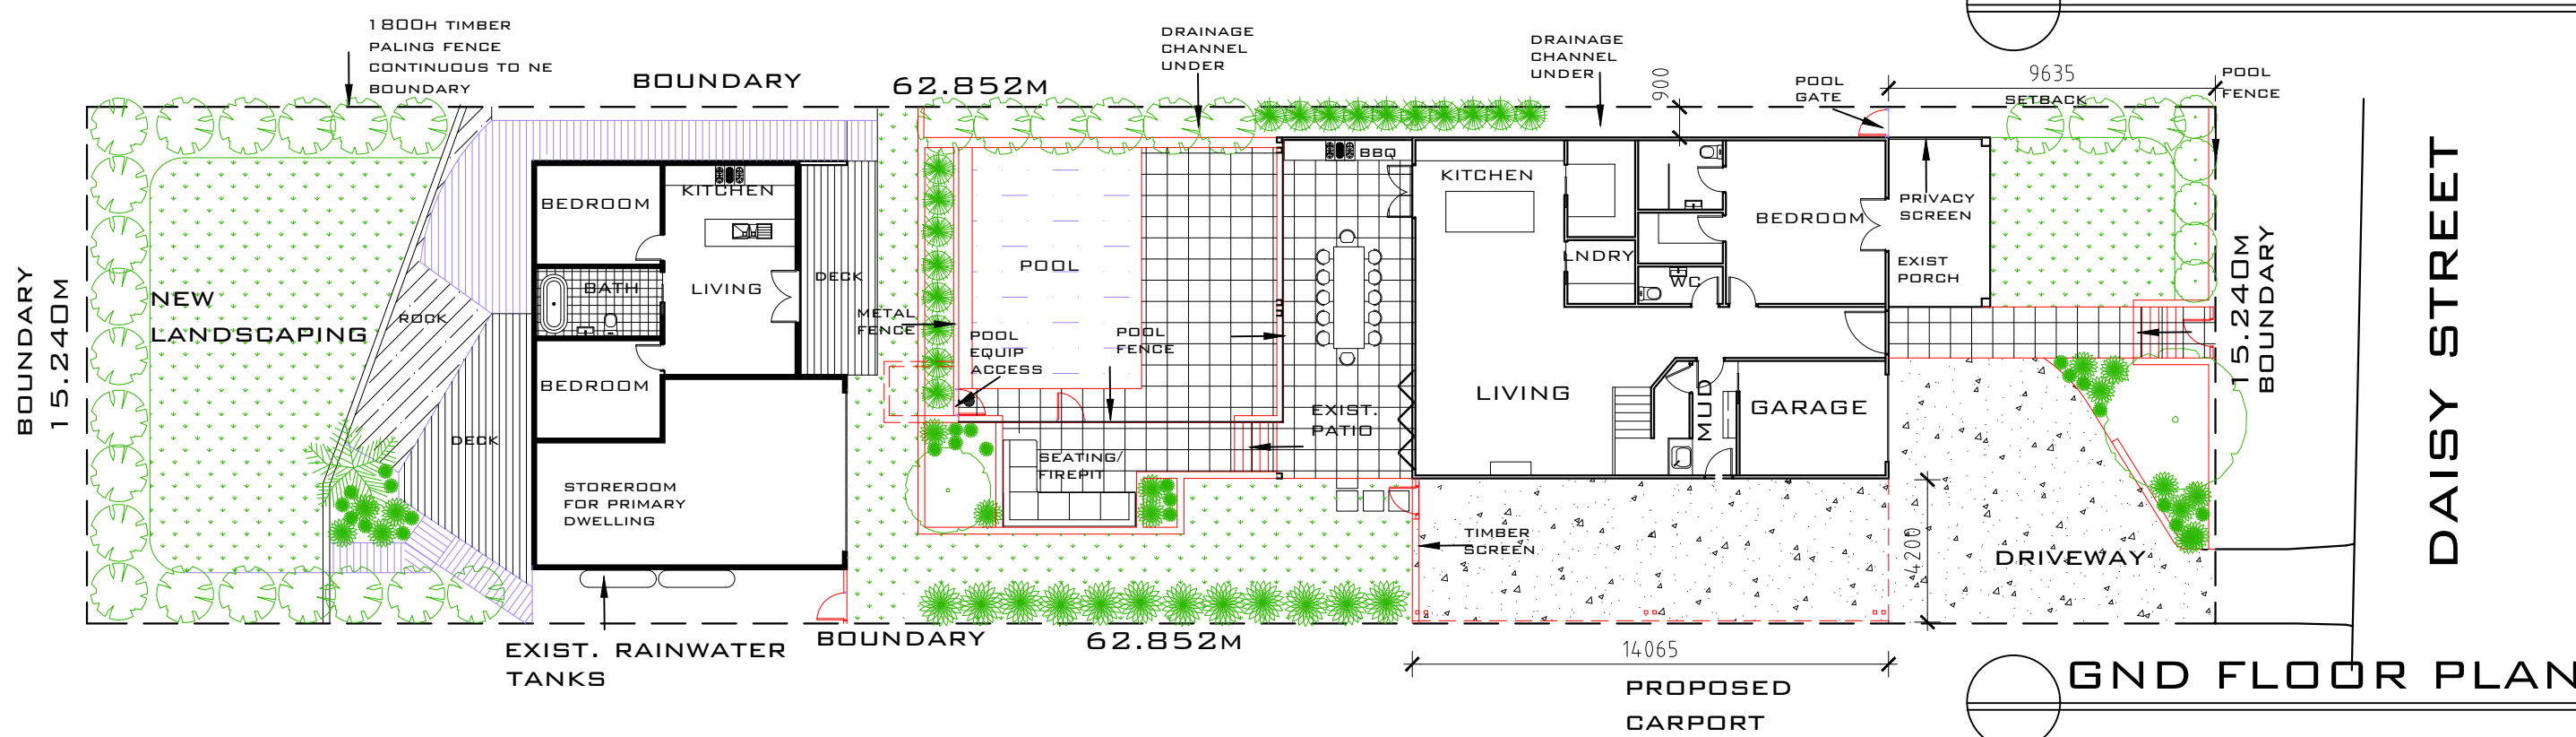 1800H TIMBER
PALING FENCE
CONTINUOUS TO NE
BOUNDARY
BOUNDARY
62.852M
DRAINAGE
CHANNEL
UNDER
DRAINAGE
CHANNEL
UNDER
900
POOL
GATE
9635
SETBACK
POOL
FENCE
BOUNDARY
15.240M
NEW
LANDSCAPING
ROCK
DECK
BEDROOM
KITCHEN
BATH
LIVING
DECK
BEDROOM
STOREROOM
FOR PRIMARY
DWELLING
METAL
FENCE
POOL
POOL
EQUIP
ACCESS
POOL
FENCE
SEATING/
FIREPIT
BBQ
EXIST.
PATIO
KITCHEN
LNDRY
WC
BEDROOM
PRIVACY
SCREEN
EXIST
PORCH
LIVING
MUD
GARAGE
TIMBER
SCREEN
4200
DRIVEWAY
15.240M
BOUNDARY
DAISY STREET
EXIST. RAINWATER
TANKS
BOUNDARY
62.852M
14065
PROPOSED
CARPORT
GND FLOOR PLAN